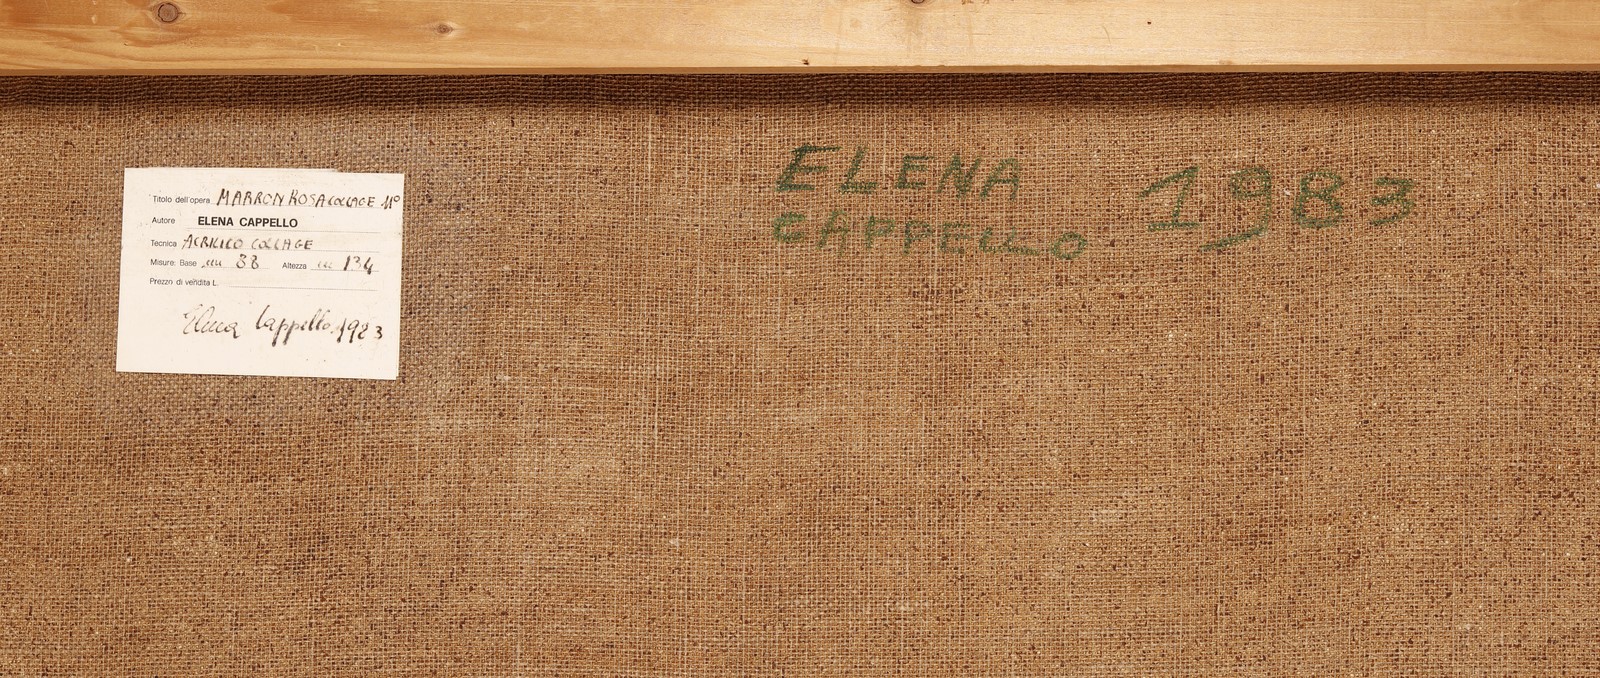 Titolo dell'opera MARRON ROSA COLLAGE 11°
Autore ELENA CAPPELLO
Tecnica ACRILICO COLLAGE
Misure: Base cm 88 Altezza cm 134
Prezzo di vendita L.
Elena Cappello 1983
ELENA
CAPPELLO 1983